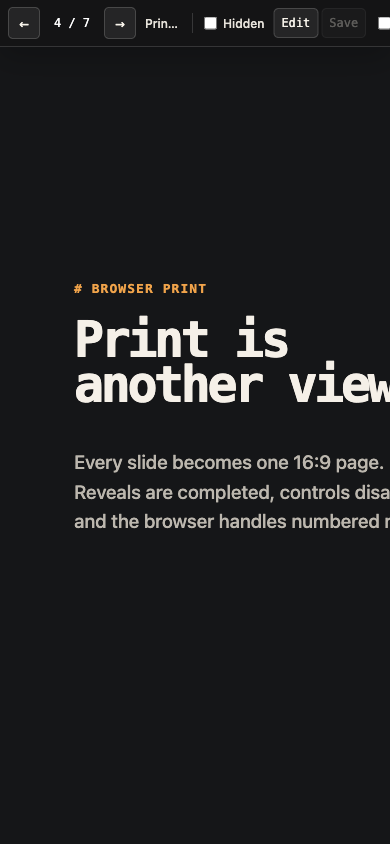 ← 4 / 7 → Prin... Hidden Edit Save
# BROWSER PRINT
Print is
another view
Every slide becomes one 16:9 page.
Reveals are completed, controls disa
and the browser handles numbered